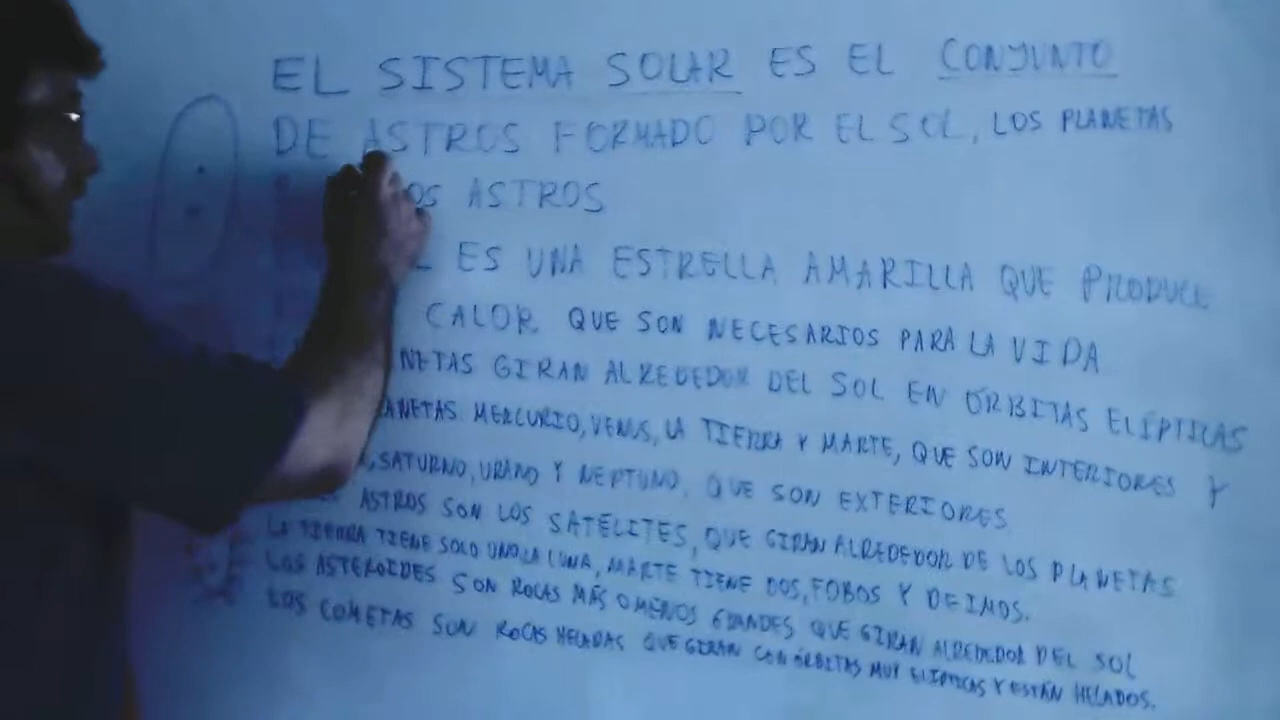 EL SISTEMA SOLAR ES EL CONJUNTO
DE ASTROS FORMADO POR EL SOL, LOS PLANETAS
OS ASTROS
L ES UNA ESTRELLA AMARILLA QUE PRODUCE
CALOR QUE SON NECESARIOS PARA LA VIDA
NETAS GIRAN ALREDEDOR DEL SOL EN ÓRBITAS ELÍPTICAS
ANETAS MERCURIO, VENUS, LA TIERRA Y MARTE, QUE SON INTERIORES Y
, SATURNO, URANO Y NEPTUNO, QUE SON EXTERIORES
ASTROS SON LOS SATÉLITES, QUE GIRAN ALREDEDOR DE LOS PLANETAS
LA TIERRA TIENE SOLO UNO, LA LUNA, MARTE TIENE DOS, FOBOS Y DEIMOS.
LOS ASTEROIDES SON ROCAS MÁS O MENOS GRANDES QUE GIRAN ALREDEDOR DEL SOL
LOS COMETAS SON ROCAS HELADAS QUE GIRAN CON ÓRBITAS MUY ELÍPTICAS Y ESTÁN HELADOS.